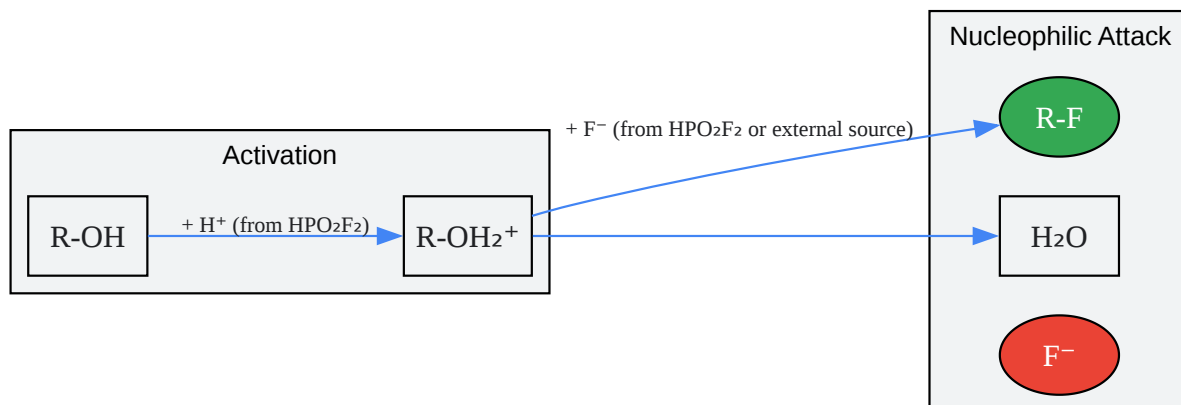 Nucleophilic Attack
R-F
+ F⁻ (from HPO₂F₂ or external source)
Activation
R-OH
+ H⁺ (from HPO₂F₂)
R-OH₂⁺
H₂O
F⁻